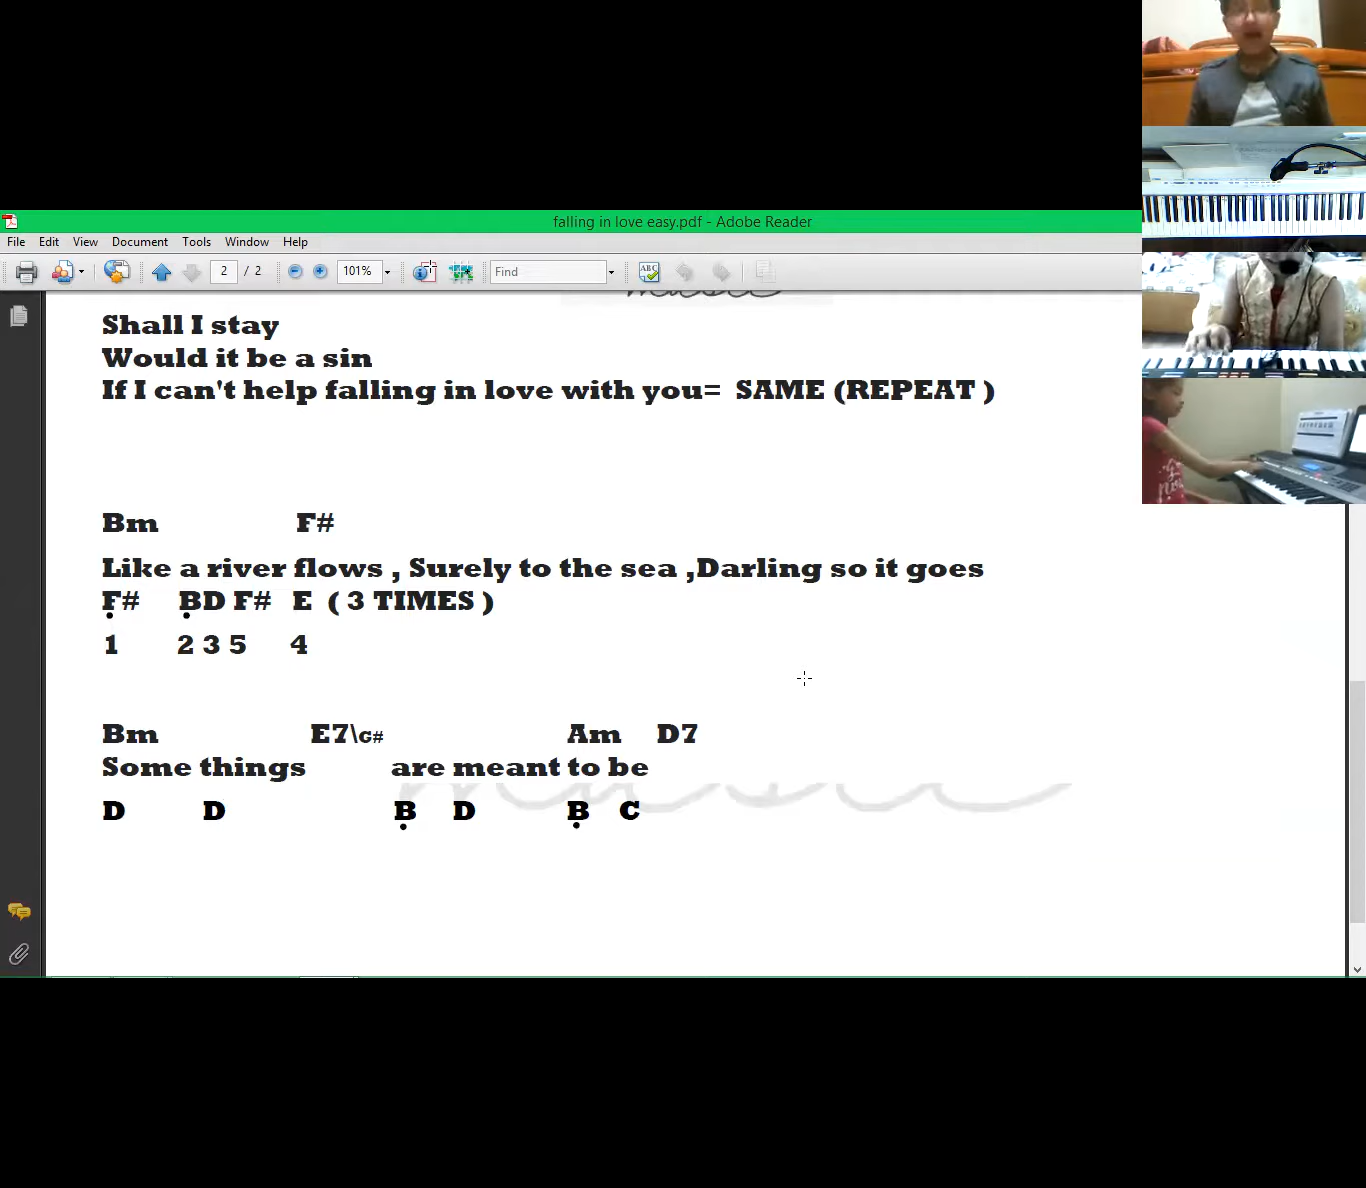 falling in love easy.pdf - Adobe Reader
File Edit View Document Tools Window Help
2 / 2 101% Find
music
Shall I stay
Would it be a sin
If I can't help falling in love with you= SAME (REPEAT )
Bm F#
Like a river flows , Surely to the sea ,Darling so it goes
F# BD F# E ( 3 TIMES )
1 2 3 5 4
Bm E7\G# Am D7
Some things are meant to be
music
D D B D B C